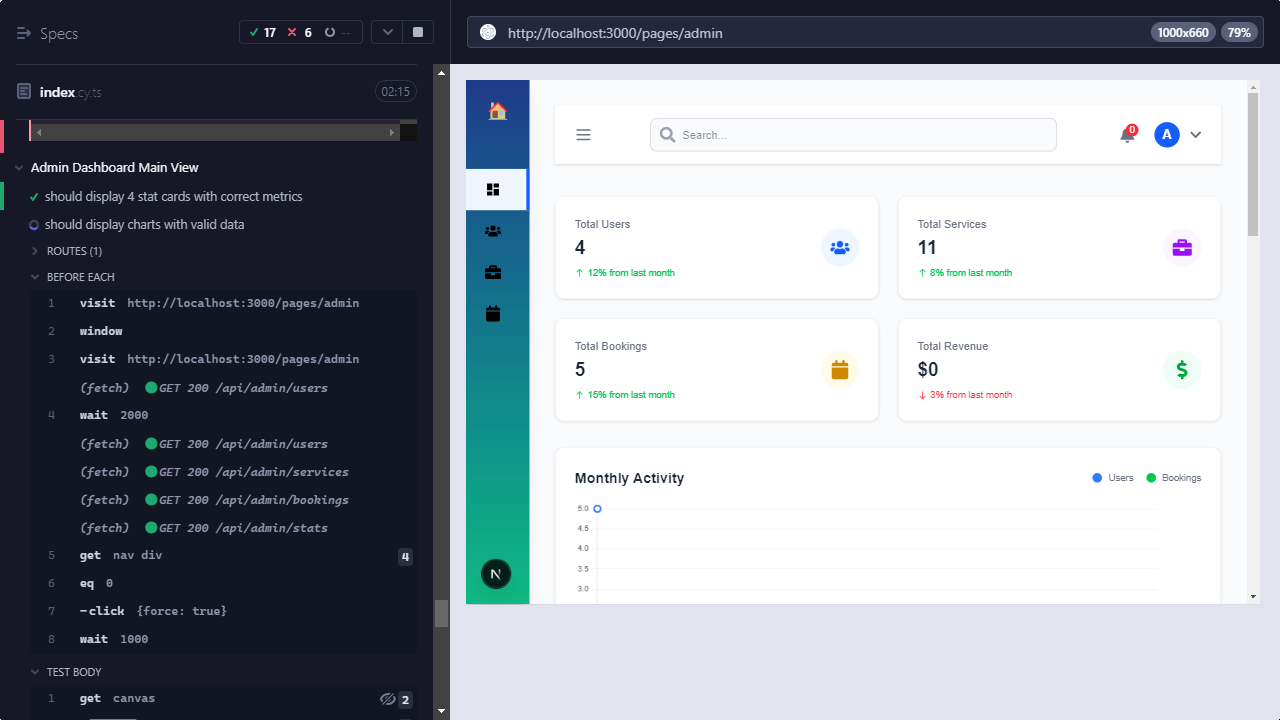 Specs
17 6 --
index.cy.ts
02:15
Admin Dashboard Main View
should display 4 stat cards with correct metrics
should display charts with valid data
ROUTES (1)
BEFORE EACH
1 visit http://localhost:3000/pages/admin
2 window
3 visit http://localhost:3000/pages/admin
(fetch) GET 200 /api/admin/users
4 wait 2000
(fetch) GET 200 /api/admin/users
(fetch) GET 200 /api/admin/services
(fetch) GET 200 /api/admin/bookings
(fetch) GET 200 /api/admin/stats
5 get nav div 4
6 eq 0
7 -click {force: true}
8 wait 1000
TEST BODY
1 get canvas 2
http://localhost:3000/pages/admin
1000x660 79%
Search...
0
A
Total Users
4
↑ 12% from last month
Total Services
11
↑ 8% from last month
Total Bookings
5
↑ 15% from last month
Total Revenue
$0
↓ 3% from last month
Monthly Activity
Users Bookings
5.0
4.5
4.0
3.5
3.0
N